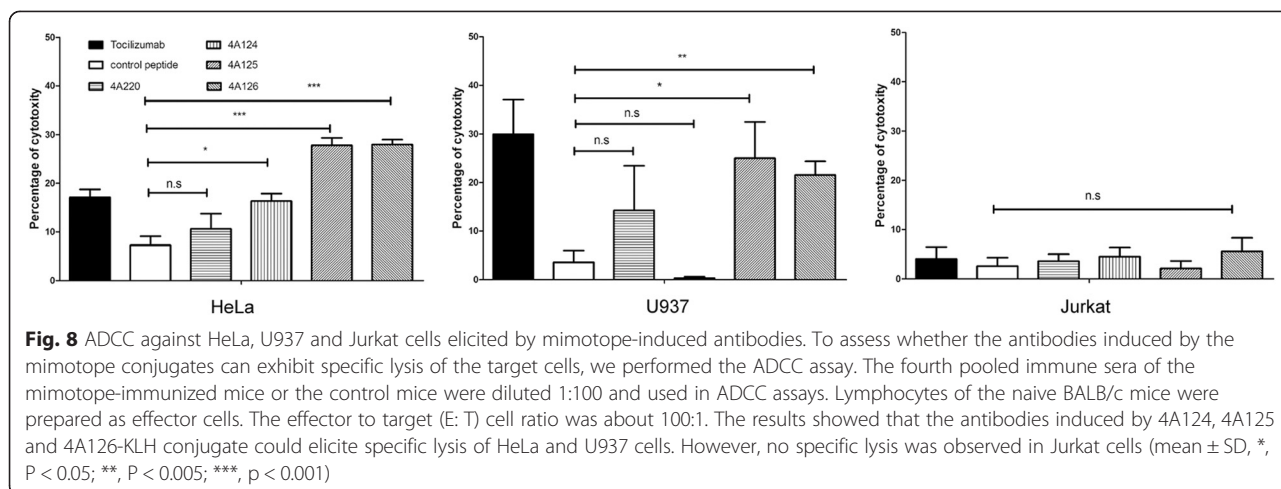 50
40
30
20
10
0
Percentage of cytotoxity
Tocilizumab
control peptide
4A220
4A124
4A125
4A126
***
***
*
n.s
HeLa
50
40
30
20
10
0
Percentage of cytotoxity
**
*
n.s
n.s
U937
50
40
30
20
10
0
Percentage of cytotoxity
n.s
Jurkat
Fig. 8 ADCC against HeLa, U937 and Jurkat cells elicited by mimotope-induced antibodies. To assess whether the antibodies induced by the
mimotope conjugates can exhibit specific lysis of the target cells, we performed the ADCC assay. The fourth pooled immune sera of the
mimotope-immunized mice or the control mice were diluted 1:100 and used in ADCC assays. Lymphocytes of the naive BALB/c mice were
prepared as effector cells. The effector to target (E: T) cell ratio was about 100:1. The results showed that the antibodies induced by 4A124, 4A125
and 4A126-KLH conjugate could elicite specific lysis of HeLa and U937 cells. However, no specific lysis was observed in Jurkat cells (mean ± SD, *,
P < 0.05; **, P < 0.005; ***, p < 0.001)